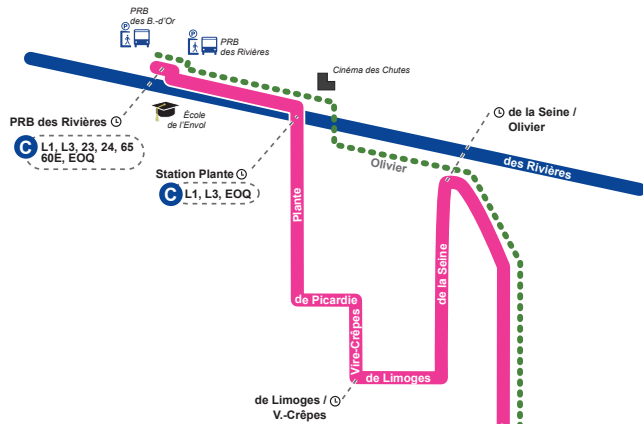 PRB
des B.-d'Or
P
P
PRB
des Rivières
Cinéma des Chutes
PRB des Rivières
C
L1, L3, 23, 24, 65
60E, EOQ
École
de l'Envol
de la Seine /
Olivier
des Rivières
Olivier
Station Plante
C
L1, L3, EOQ
Plante
de la Seine
de Picardie
Vire-Crêpes
de Limoges
de Limoges /
V.-Crêpes